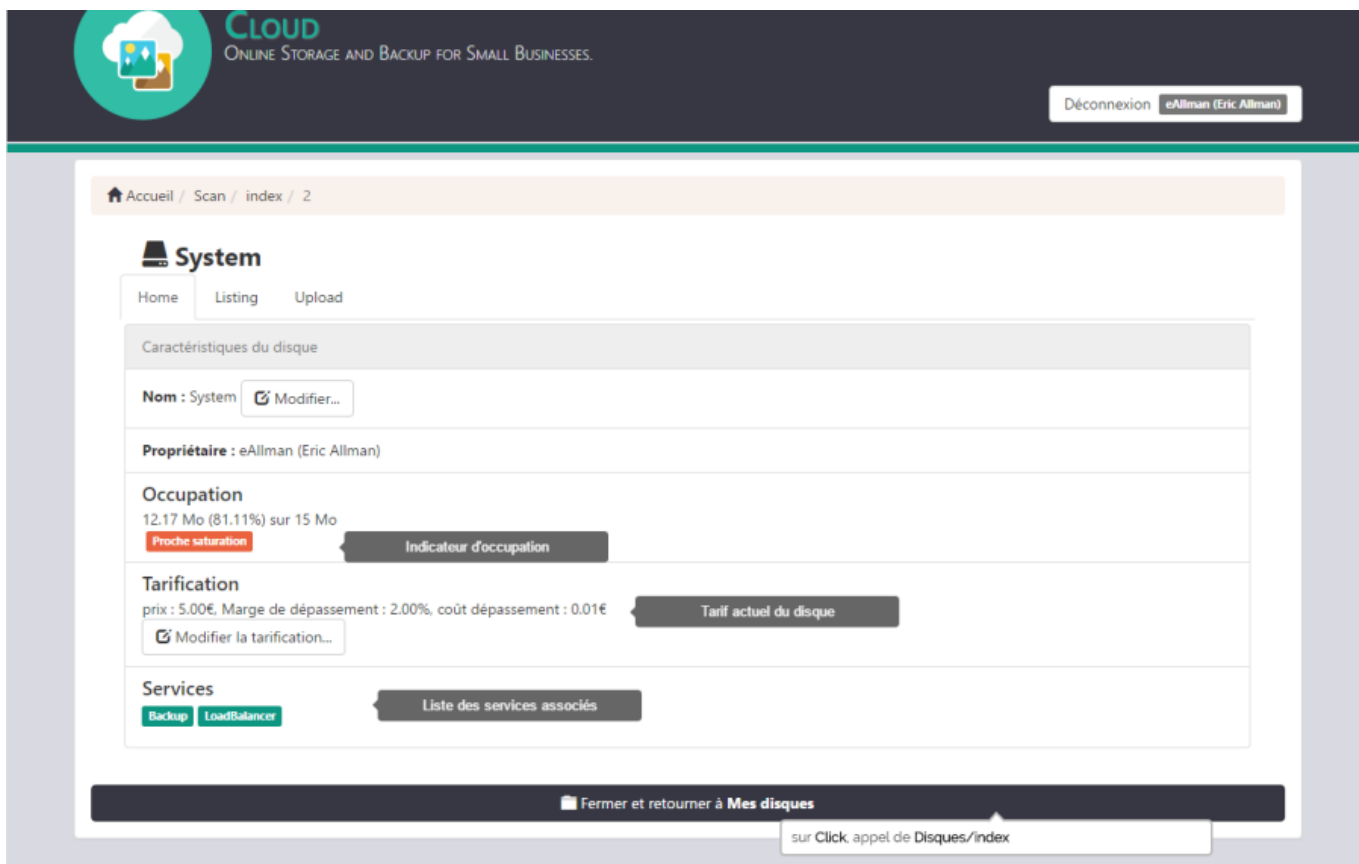 CLOUD
ONLINE STORAGE AND BACKUP FOR SMALL BUSINESSES.
Déconnexion eAllman (Eric Allman)
Accueil / Scan / index / 2
System
Home Listing Upload
Caractéristiques du disque
Nom : System Modifier...
Propriétaire : eAllman (Eric Allman)
Occupation
12.17 Mo (81.11%) sur 15 Mo
Proche saturation Indicateur d'occupation
Tarification
prix : 5.00€, Marge de dépassement : 2.00%, coût dépassement : 0.01€ Tarif actuel du disque
Modifier la tarification...
Services
Backup LoadBalancer Liste des services associés
Fermer et retourner à Mes disques
sur Click, appel de Disques/index